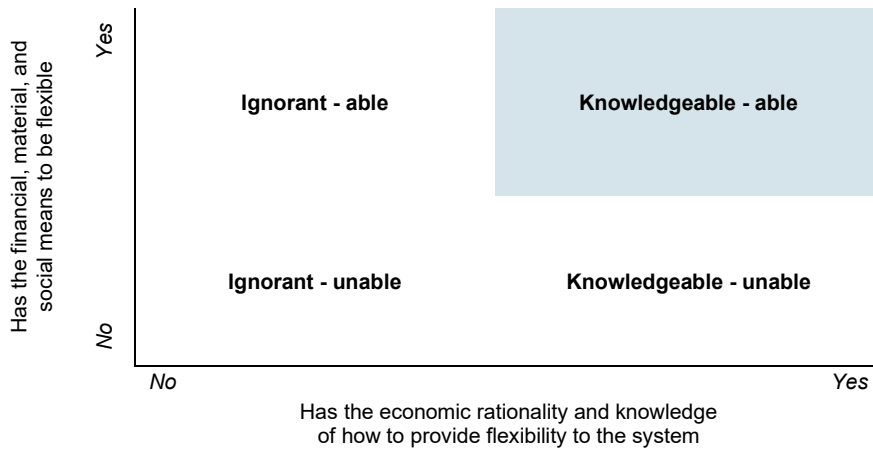 Has the financial, material, and
social means to be flexible
Yes
No
Ignorant - able
Knowledgeable - able
Ignorant - unable
Knowledgeable - unable
No
Yes
Has the economic rationality and knowledge
of how to provide flexibility to the system